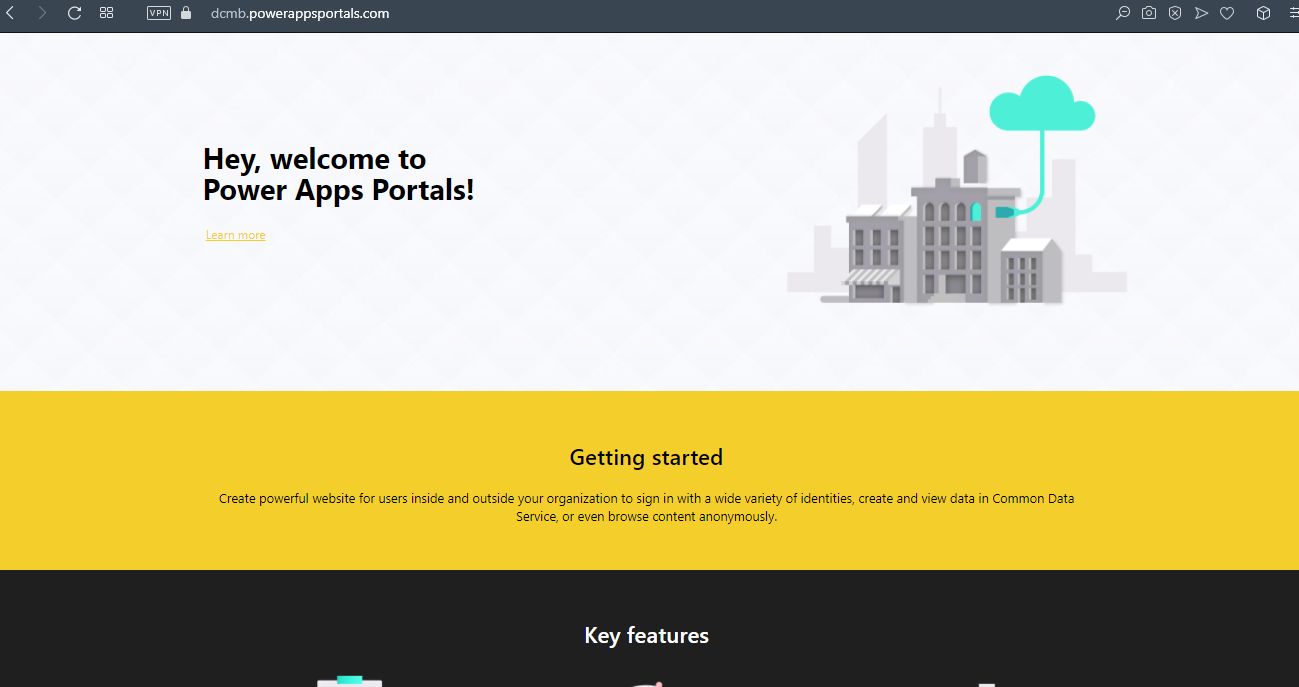 VPN
dcmb.powerappsportals.com
Hey, welcome to
Power Apps Portals!
Learn more
Getting started
Create powerful website for users inside and outside your organization to sign in with a wide variety of identities, create and view data in Common Data
Service, or even browse content anonymously.
Key features